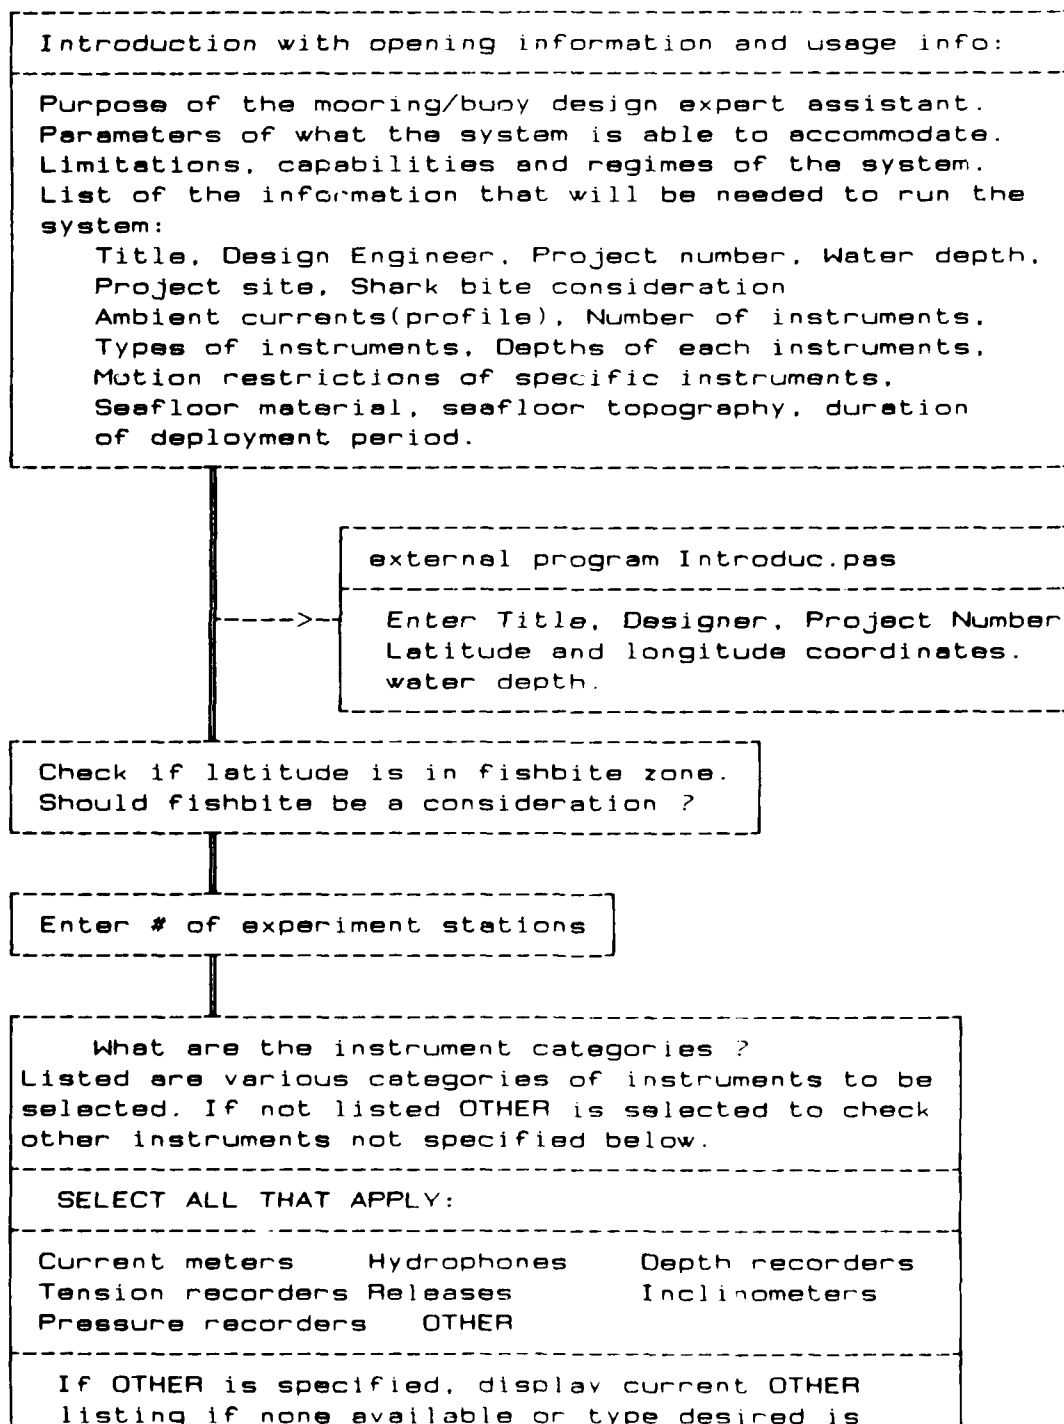 Introduction with opening information and usage info:
Purpose of the mooring/buoy design expert assistant.
Parameters of what the system is able to accommodate.
Limitations, capabilities and regimes of the system.
List of the information that will be needed to run the
system:
Title, Design Engineer, Project number, Water depth,
Project site, Shark bite consideration
Ambient currents(profile), Number of instruments,
Types of instruments, Depths of each instruments,
Motion restrictions of specific instruments,
Seafloor material, seafloor topography, duration
of deployment period.
external program Introduc.pas
---->- Enter Title, Designer, Project Number
Latitude and longitude coordinates.
water depth.
Check if latitude is in fishbite zone.
Should fishbite be a consideration ?
Enter # of experiment stations
What are the instrument categories ?
Listed are various categories of instruments to be
selected. If not listed OTHER is selected to check
other instruments not specified below.
SELECT ALL THAT APPLY:
Current meters Hydrophones Depth recorders
Tension recorders Releases Inclinometers
Pressure recorders OTHER
If OTHER is specified, display current OTHER
listing if none available or type desired is